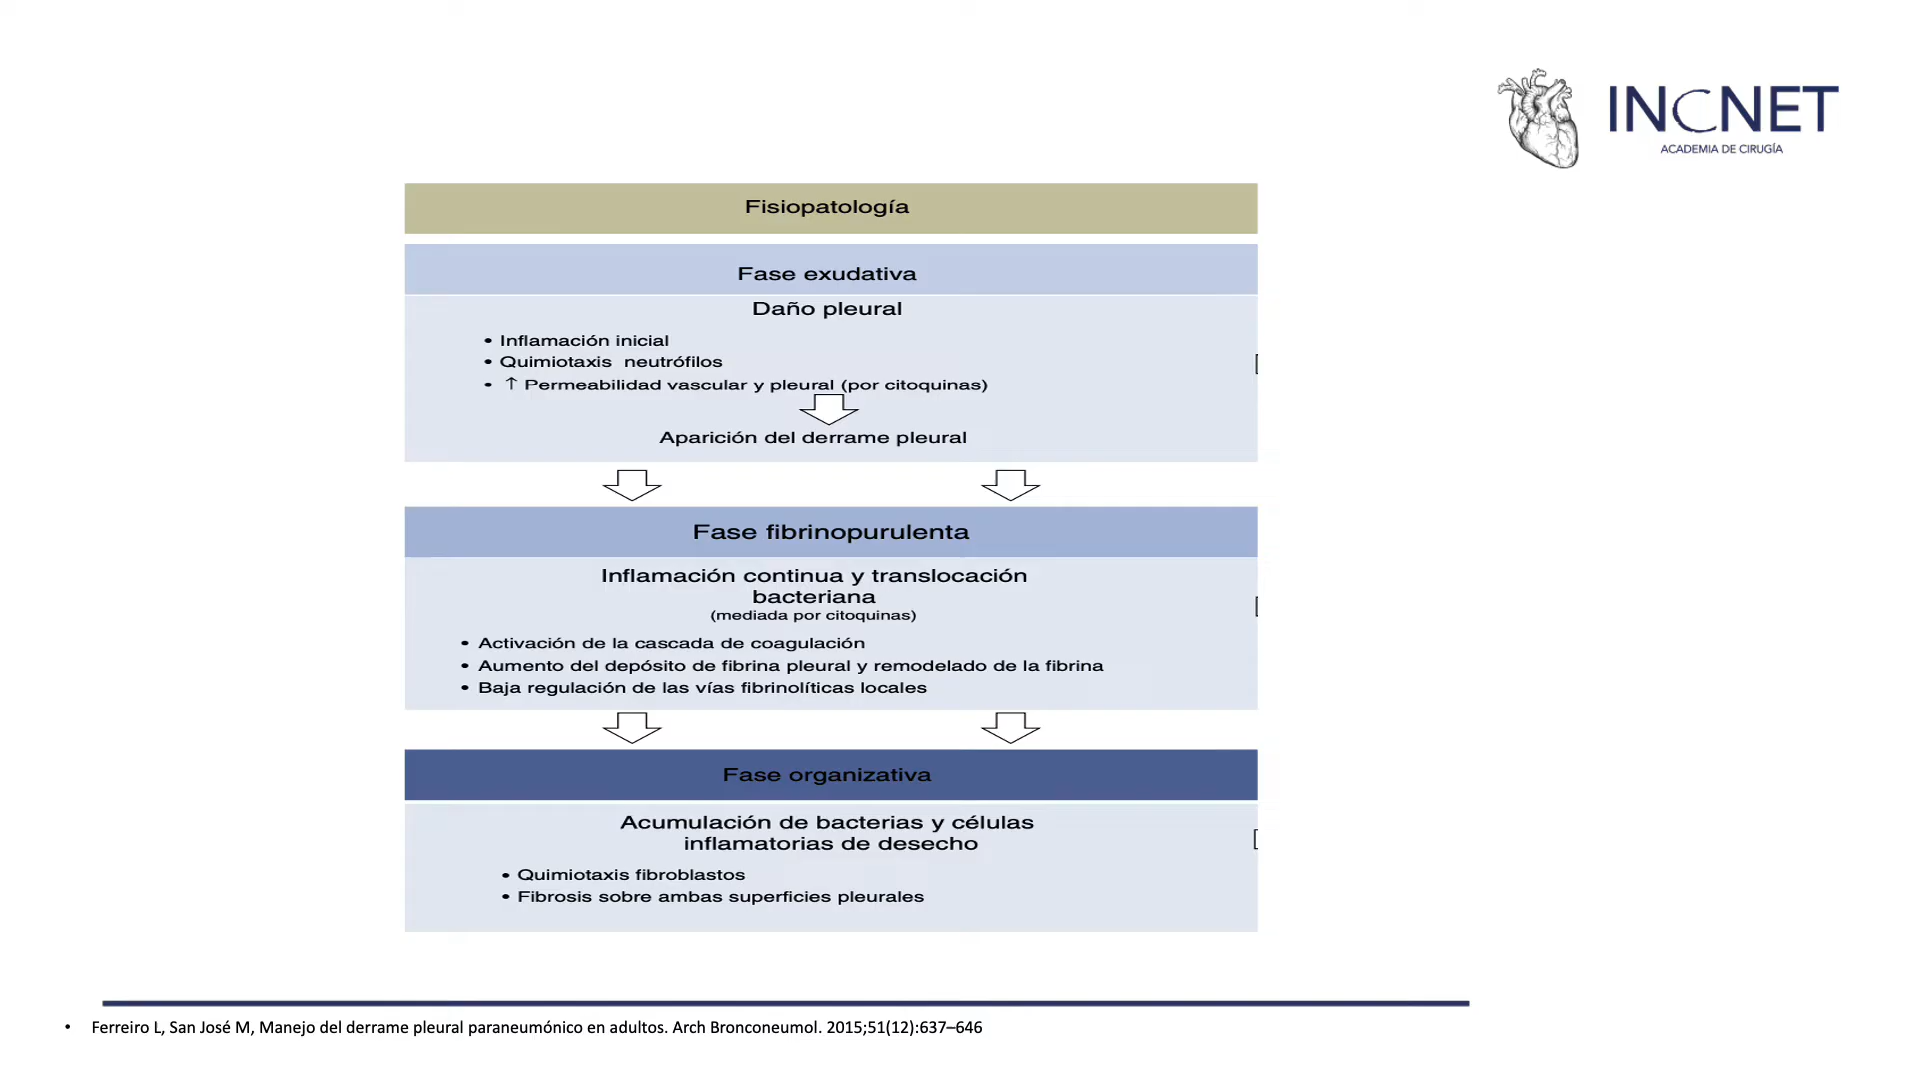 INCNET
ACADEMIA DE CIRUGÍA
Fisiopatología
Fase exudativa
Daño pleural
• Inflamación inicial
• Quimiotaxis neutrófilos
• ↑ Permeabilidad vascular y pleural (por citoquinas)
Aparición del derrame pleural
Fase fibrinopurulenta
Inflamación continua y translocación
bacteriana
(mediada por citoquinas)
• Activación de la cascada de coagulación
• Aumento del depósito de fibrina pleural y remodelado de la fibrina
• Baja regulación de las vías fibrinolíticas locales
Fase organizativa
Acumulación de bacterias y células
inflamatorias de desecho
• Quimiotaxis fibroblastos
• Fibrosis sobre ambas superficies pleurales
• Ferreiro L, San José M, Manejo del derrame pleural paraneumónico en adultos. Arch Bronconeumol. 2015;51(12):637–646